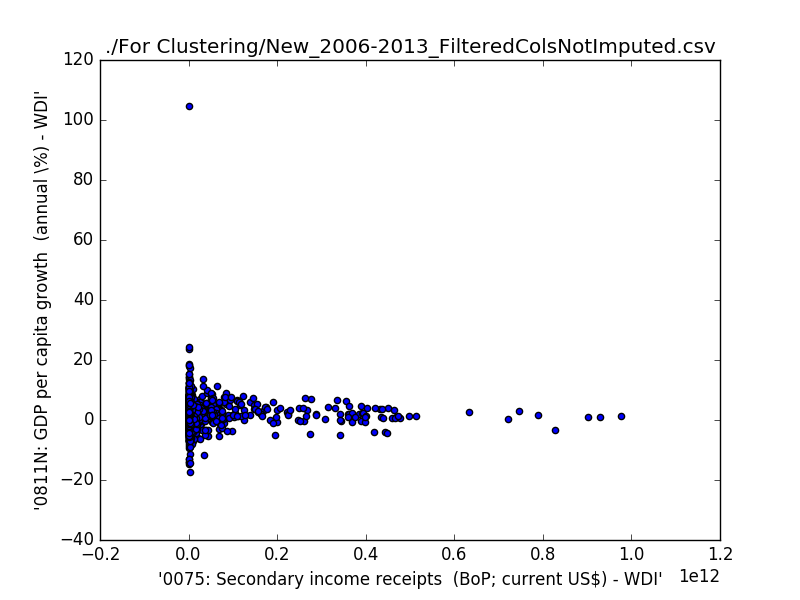 ./For Clustering/New_2006-2013_FilteredColsNotImputed.csv
120
100
80
60
40
20
0
−20
−40
'0811N: GDP per capita growth  (annual \%) - WDI'
−0.2 0.0 0.2 0.4 0.6 0.8 1.0 1.2
1e12
'0075: Secondary income receipts  (BoP; current US$) - WDI'